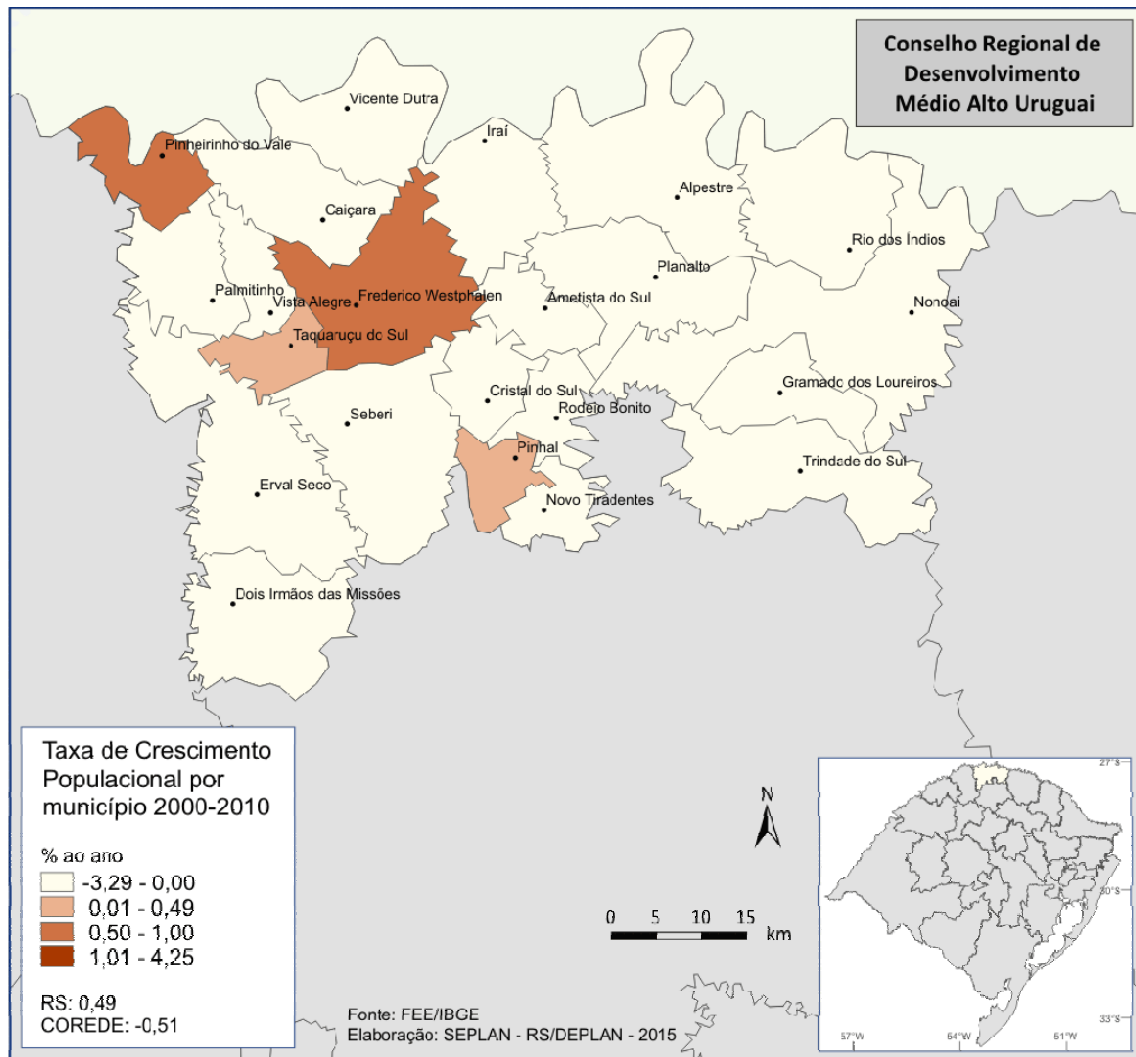 Conselho Regional de
Desenvolvimento
Médio Alto Uruguai
Vicente Dutra
Iraí
Pinheirinho do Vale
Alpestre
Caiçara
Rio dos Índios
Planalto
Palmitinho
Vista Alegre
Frederico Westphalen
Ametista do Sul
Nonoai
Taquaruçu do Sul
Gramado dos Loureiros
Cristal do Sul
Rodeio Bonito
Seberi
Pinhal
Trindade do Sul
Erval Seco
Novo Tiradentes
Dois Irmãos das Missões
Taxa de Crescimento
Populacional por
município 2000-2010
% ao ano
-3,29 - 0,00
0,01 - 0,49
0,50 - 1,00
1,01 - 4,25
RS: 0,49
COREDE: -0,51
N
0 5 10 15
km
Fonte: FEE/IBGE
Elaboração: SEPLAN - RS/DEPLAN - 2015
27°S
30°S
33°S
57°W
54°W
51°W